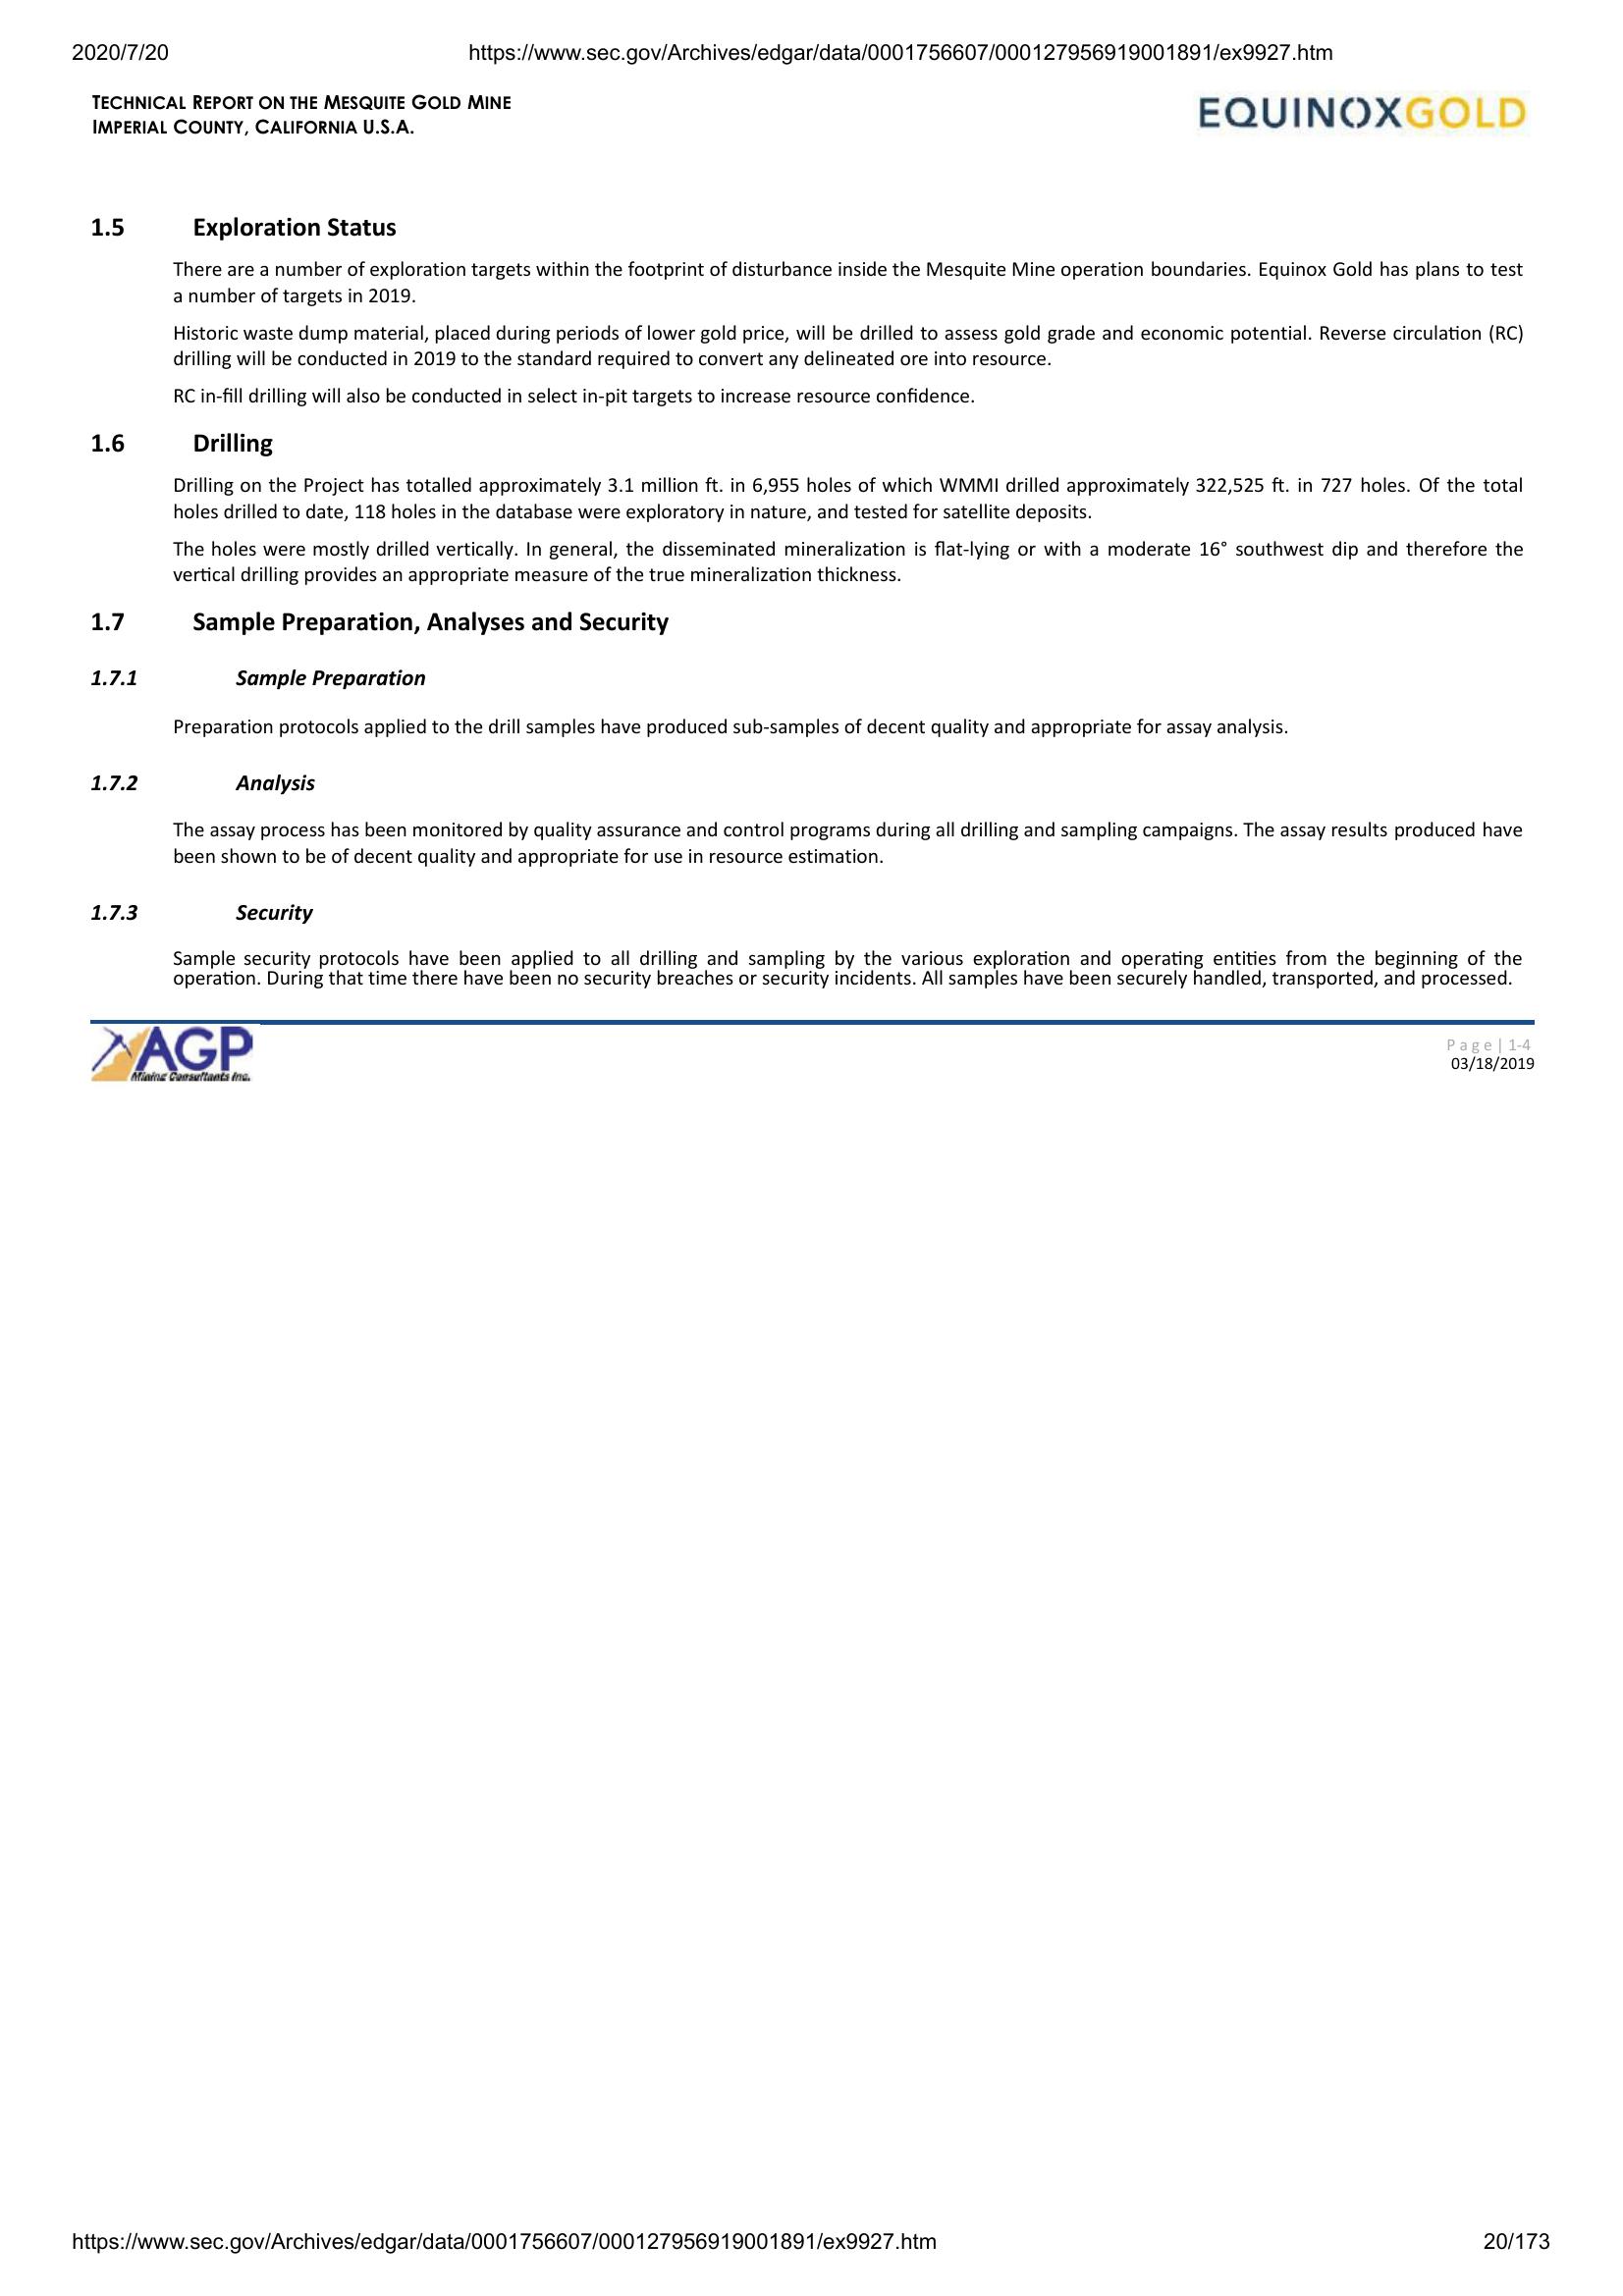 2020/7/20 https://www.sec.gov/Archives/edgar/data/0001756607/000127956919001891/ex9927.htm
TECHNICAL REPORT ON THE MESQUITE GOLD MINE
IMPERIAL COUNTY, CALIFORNIA U.S.A.
EQUINOXGOLD
1.5 Exploration Status
There are a number of exploration targets within the footprint of disturbance inside the Mesquite Mine operation boundaries. Equinox Gold has plans to test
a number of targets in 2019.
Historic waste dump material, placed during periods of lower gold price, will be drilled to assess gold grade and economic potential. Reverse circulation (RC)
drilling will be conducted in 2019 to the standard required to convert any delineated ore into resource.
RC in-fill drilling will also be conducted in select in-pit targets to increase resource confidence.
1.6 Drilling
Drilling on the Project has totalled approximately 3.1 million ft. in 6,955 holes of which WMMI drilled approximately 322,525 ft. in 727 holes. Of the total
holes drilled to date, 118 holes in the database were exploratory in nature, and tested for satellite deposits.
The holes were mostly drilled vertically. In general, the disseminated mineralization is flat-lying or with a moderate 16° southwest dip and therefore the
vertical drilling provides an appropriate measure of the true mineralization thickness.
1.7 Sample Preparation, Analyses and Security
1.7.1 Sample Preparation
Preparation protocols applied to the drill samples have produced sub-samples of decent quality and appropriate for assay analysis.
1.7.2 Analysis
The assay process has been monitored by quality assurance and control programs during all drilling and sampling campaigns. The assay results produced have
been shown to be of decent quality and appropriate for use in resource estimation.
1.7.3 Security
Sample security protocols have been applied to all drilling and sampling by the various exploration and operating entities from the beginning of the
operation. During that time there have been no security breaches or security incidents. All samples have been securely handled, transported, and processed.
AGP
Mining Consultants Inc.
Page | 1-4
03/18/2019
https://www.sec.gov/Archives/edgar/data/0001756607/000127956919001891/ex9927.htm 20/173